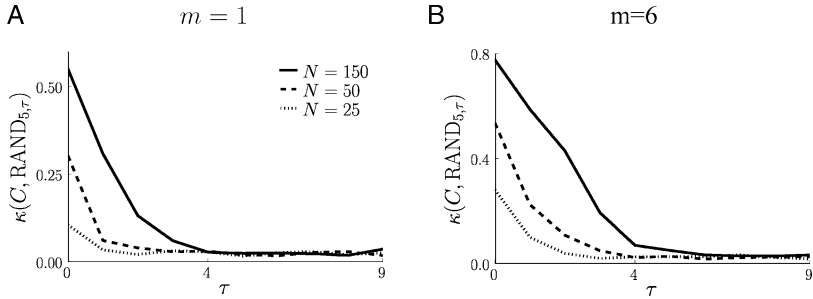 A
m = 1
κ(C, RAND5,τ)
0.50
0.25
0.00
0
4
9
τ
N = 150
N = 50
N = 25
B
m=6
κ(C, RAND5,τ)
0.8
0.4
0.0
0
4
9
τ